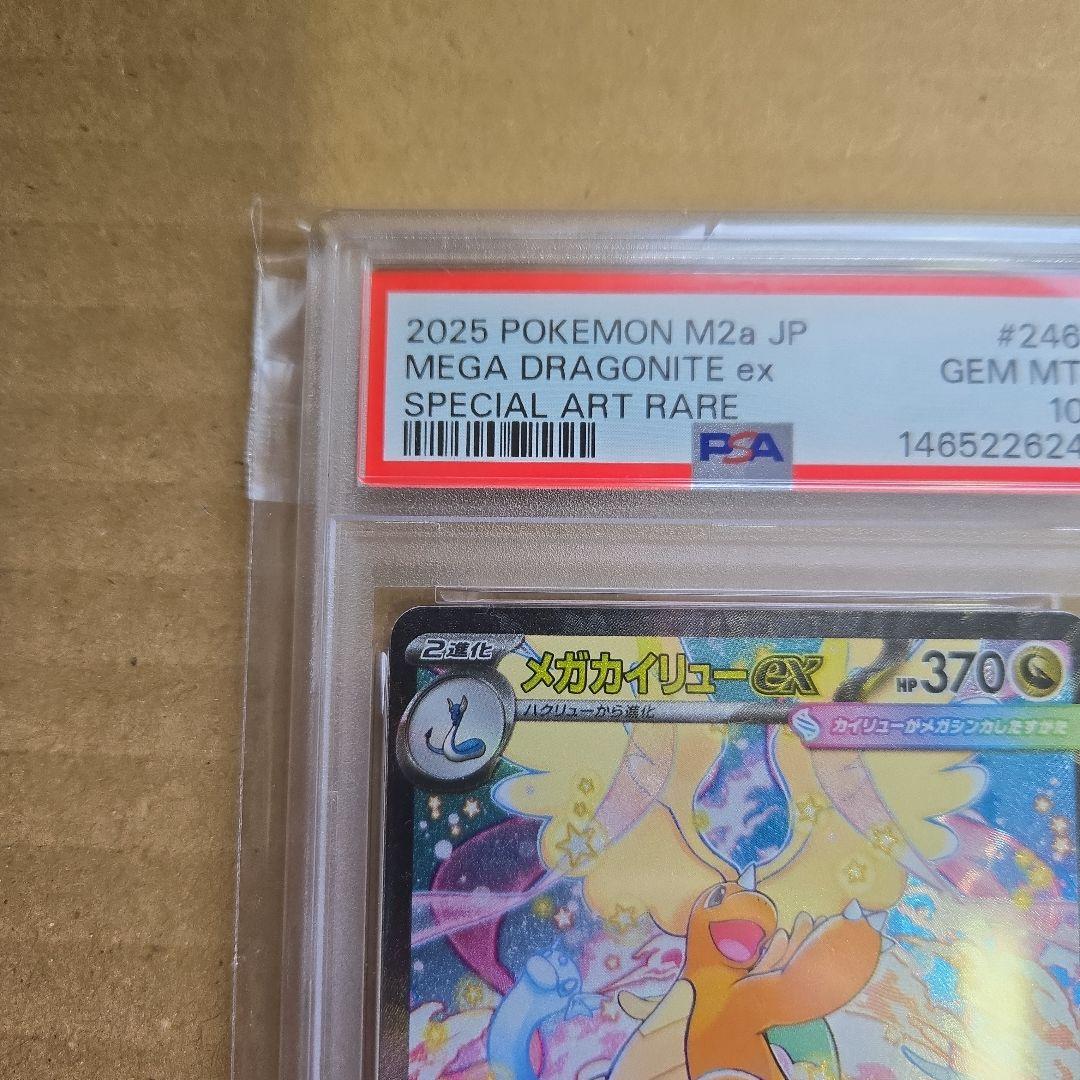 2025 POKEMON M2a JP #246
MEGA DRAGONITE ex GEM MT
SPECIAL ART RARE 10
PSA 146522624
2進化 メガカイリューex HP370
ハクリューから進化
カイリューがメガシンカしたすがた